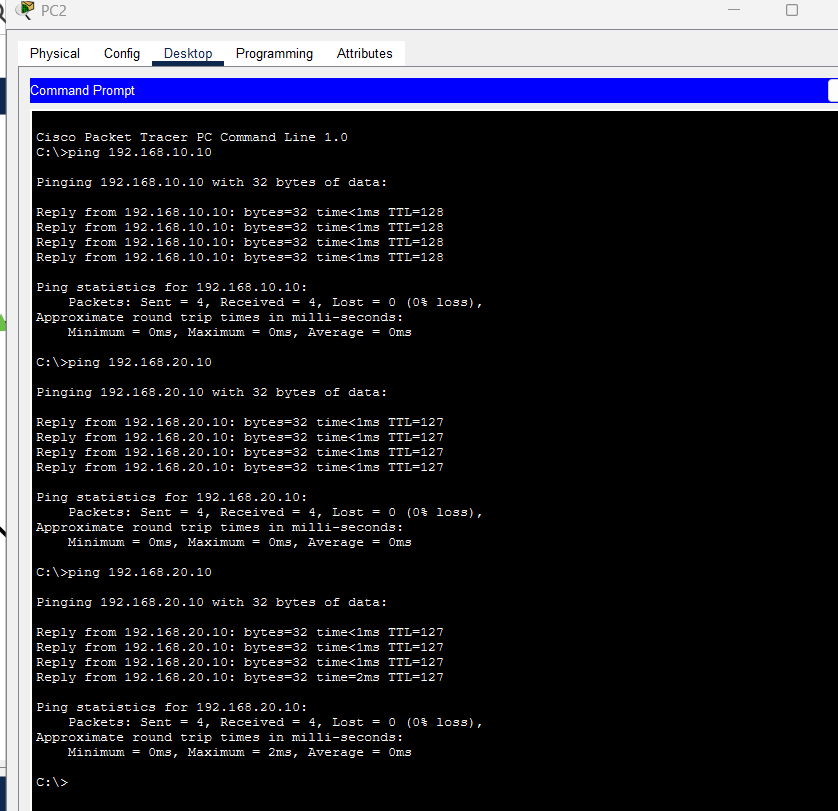 PC2
Physical Config Desktop Programming Attributes
Command Prompt
Cisco Packet Tracer PC Command Line 1.0
C:\>ping 192.168.10.10
Pinging 192.168.10.10 with 32 bytes of data:
Reply from 192.168.10.10: bytes=32 time<1ms TTL=128
Reply from 192.168.10.10: bytes=32 time<1ms TTL=128
Reply from 192.168.10.10: bytes=32 time<1ms TTL=128
Reply from 192.168.10.10: bytes=32 time<1ms TTL=128
Ping statistics for 192.168.10.10:
    Packets: Sent = 4, Received = 4, Lost = 0 (0% loss),
Approximate round trip times in milli-seconds:
    Minimum = 0ms, Maximum = 0ms, Average = 0ms
C:\>ping 192.168.20.10
Pinging 192.168.20.10 with 32 bytes of data:
Reply from 192.168.20.10: bytes=32 time<1ms TTL=127
Reply from 192.168.20.10: bytes=32 time<1ms TTL=127
Reply from 192.168.20.10: bytes=32 time<1ms TTL=127
Reply from 192.168.20.10: bytes=32 time<1ms TTL=127
Ping statistics for 192.168.20.10:
    Packets: Sent = 4, Received = 4, Lost = 0 (0% loss),
Approximate round trip times in milli-seconds:
    Minimum = 0ms, Maximum = 0ms, Average = 0ms
C:\>ping 192.168.20.10
Pinging 192.168.20.10 with 32 bytes of data:
Reply from 192.168.20.10: bytes=32 time<1ms TTL=127
Reply from 192.168.20.10: bytes=32 time<1ms TTL=127
Reply from 192.168.20.10: bytes=32 time<1ms TTL=127
Reply from 192.168.20.10: bytes=32 time=2ms TTL=127
Ping statistics for 192.168.20.10:
    Packets: Sent = 4, Received = 4, Lost = 0 (0% loss),
Approximate round trip times in milli-seconds:
    Minimum = 0ms, Maximum = 2ms, Average = 0ms
C:\>